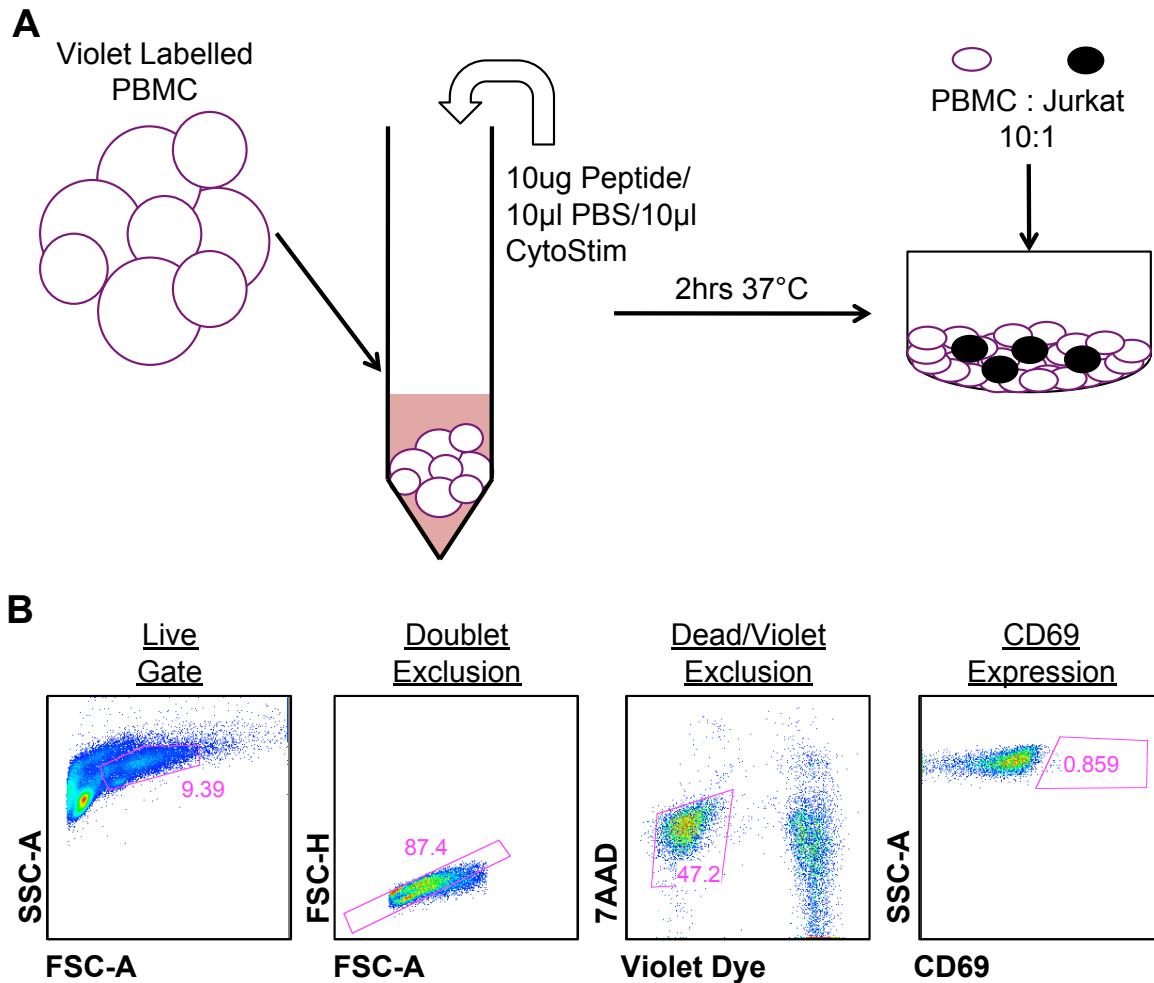 A
Violet Labelled
PBMC
10ug Peptide/
10µl PBS/10µl
CytoStim
2hrs 37°C
PBMC : Jurkat
10:1
B
Live
Gate
Doublet
Exclusion
Dead/Violet
Exclusion
CD69
Expression
SSC-A
9.39
FSC-A
FSC-H
87.4
FSC-A
7AAD
47.2
Violet Dye
SSC-A
0.859
CD69